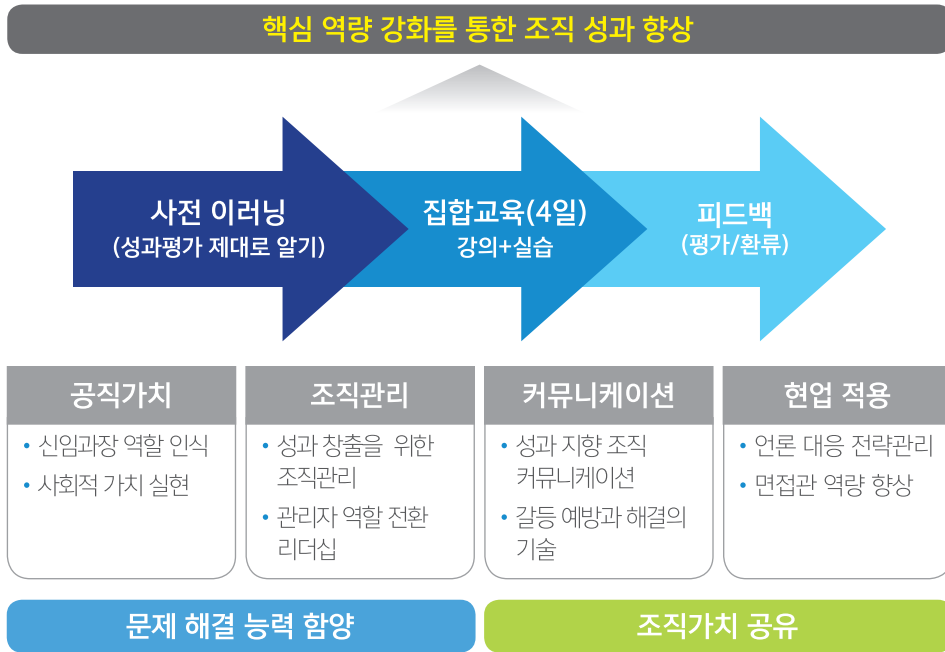 핵심 역량 강화를 통한 조직 성과 향상
사전 이러닝
(성과평가 제대로 알기)
집합교육(4일)
강의+실습
피드백
(평가/환류)
공직가치
• 신임과장 역할 인식
• 사회적 가치 실현
조직관리
• 성과 창출을 위한
조직관리
• 관리자 역할 전환
리더십
커뮤니케이션
• 성과 지향 조직
커뮤니케이션
• 갈등 예방과 해결의
기술
현업 적용
• 언론 대응 전략관리
• 면접관 역량 향상
문제 해결 능력 함양
조직가치 공유